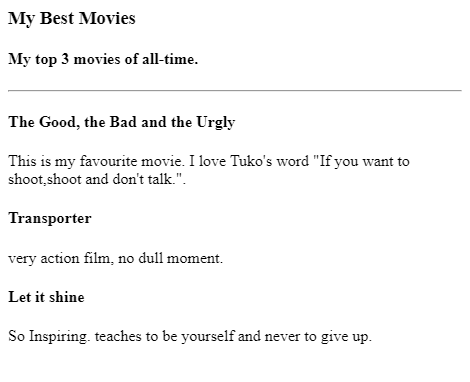 My Best Movies
My top 3 movies of all-time.
The Good, the Bad and the Urgly
This is my favourite movie. I love Tuko's word "If you want to
shoot,shoot and don't talk.".
Transporter
very action film, no dull moment.
Let it shine
So Inspiring. teaches to be yourself and never to give up.